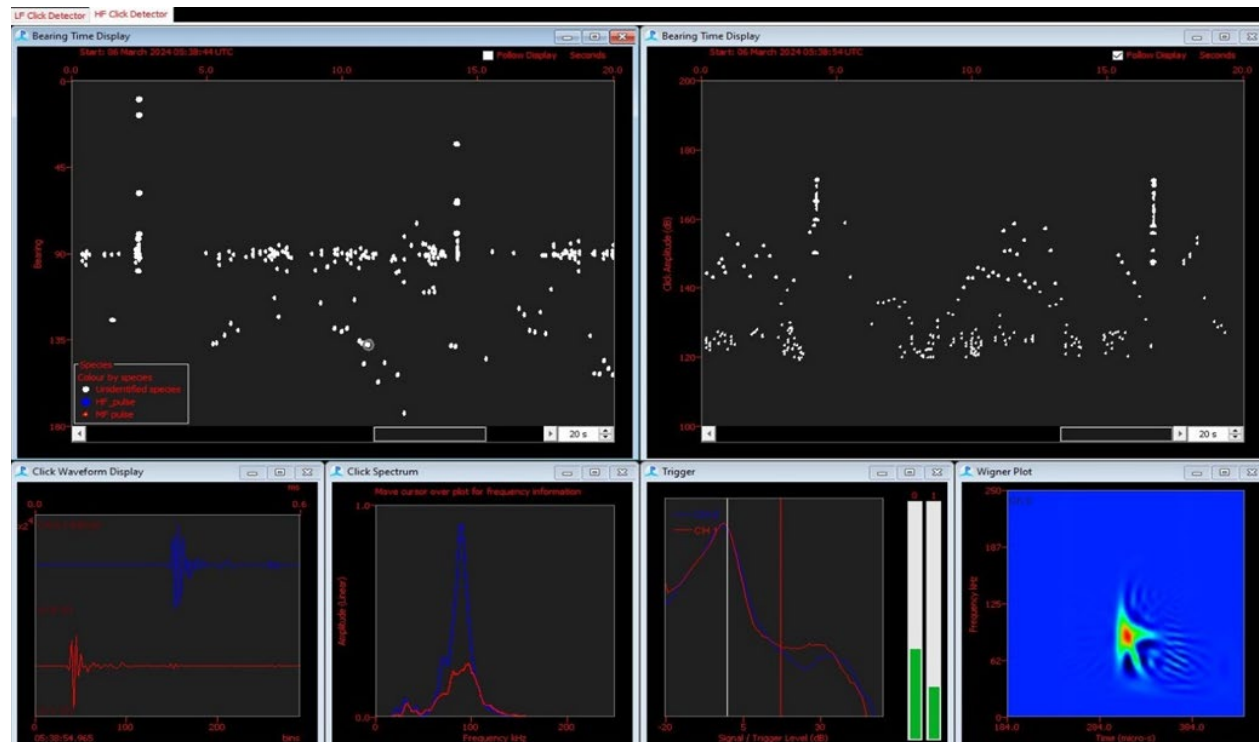 LF Click Detector HF Click Detector
Bearing Time Display
Start: 06 March 2024 05:38:44 UTC
Follow Display Seconds
0.0 5.0 10.0 15.0 20.0
0
45
90
135
180
Bearing
Species
Colour by species
Unidentified species
HF_pulse
MF pulse
20 s
Bearing Time Display
Start: 06 March 2024 05:38:54 UTC
Follow Display Seconds
0.0 5.0 10.0 15.0 20.0
200
180
160
140
120
100
Click Amplitude (dB)
20 s
Click Waveform Display
ms
0.0 0.6
x2^4
0 100 200
05:38:54.965 bins
Click Spectrum
Move cursor over plot for frequency information
1.0
0.0
Amplitude (Linear)
0 100 200
Frequency kHz
Trigger
CH 1
0 1
-20 5 30
Signal / Trigger Level (dB)
Wigner Plot
250
187
125
62
0
Frequency kHz
184.0 284.0 384.0
Time (micro-s)